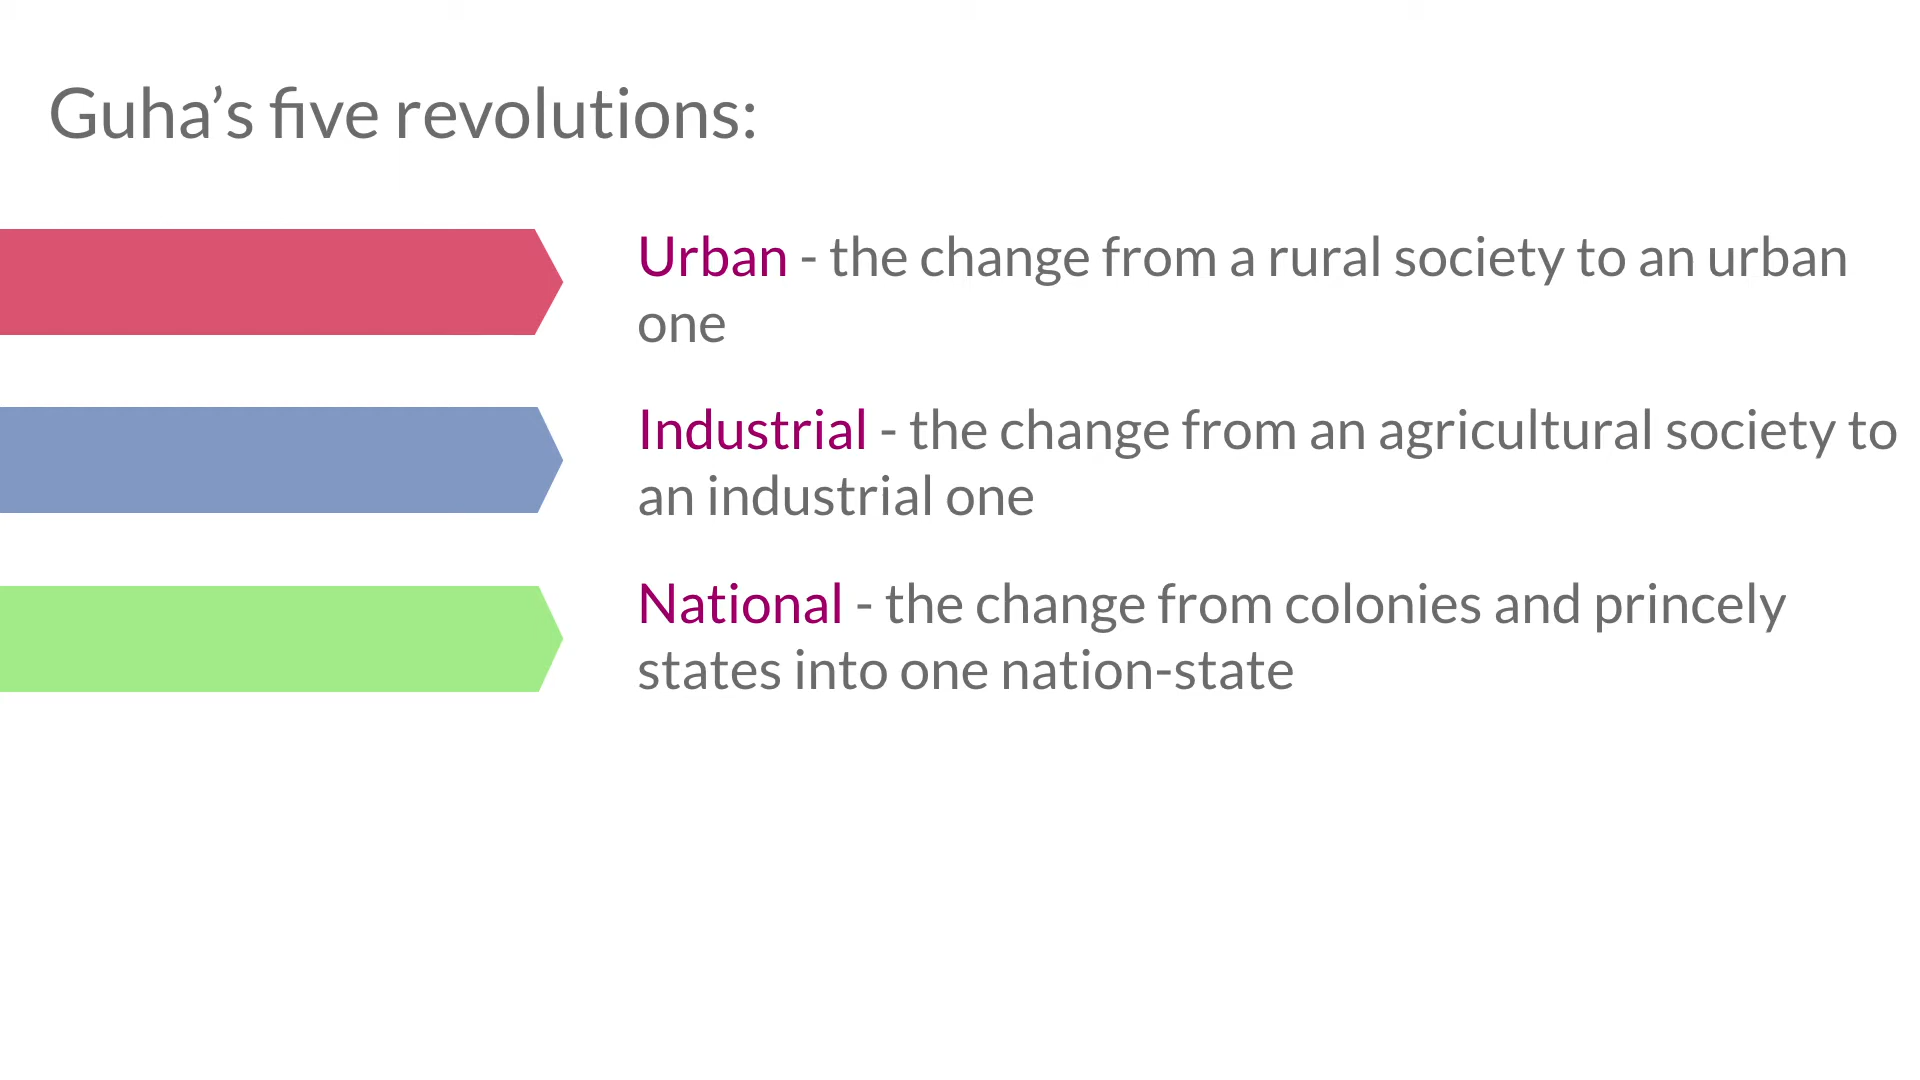 Guha’s five revolutions:
Urban - the change from a rural society to an urban
one
Industrial - the change from an agricultural society to
an industrial one
National - the change from colonies and princely
states into one nation-state